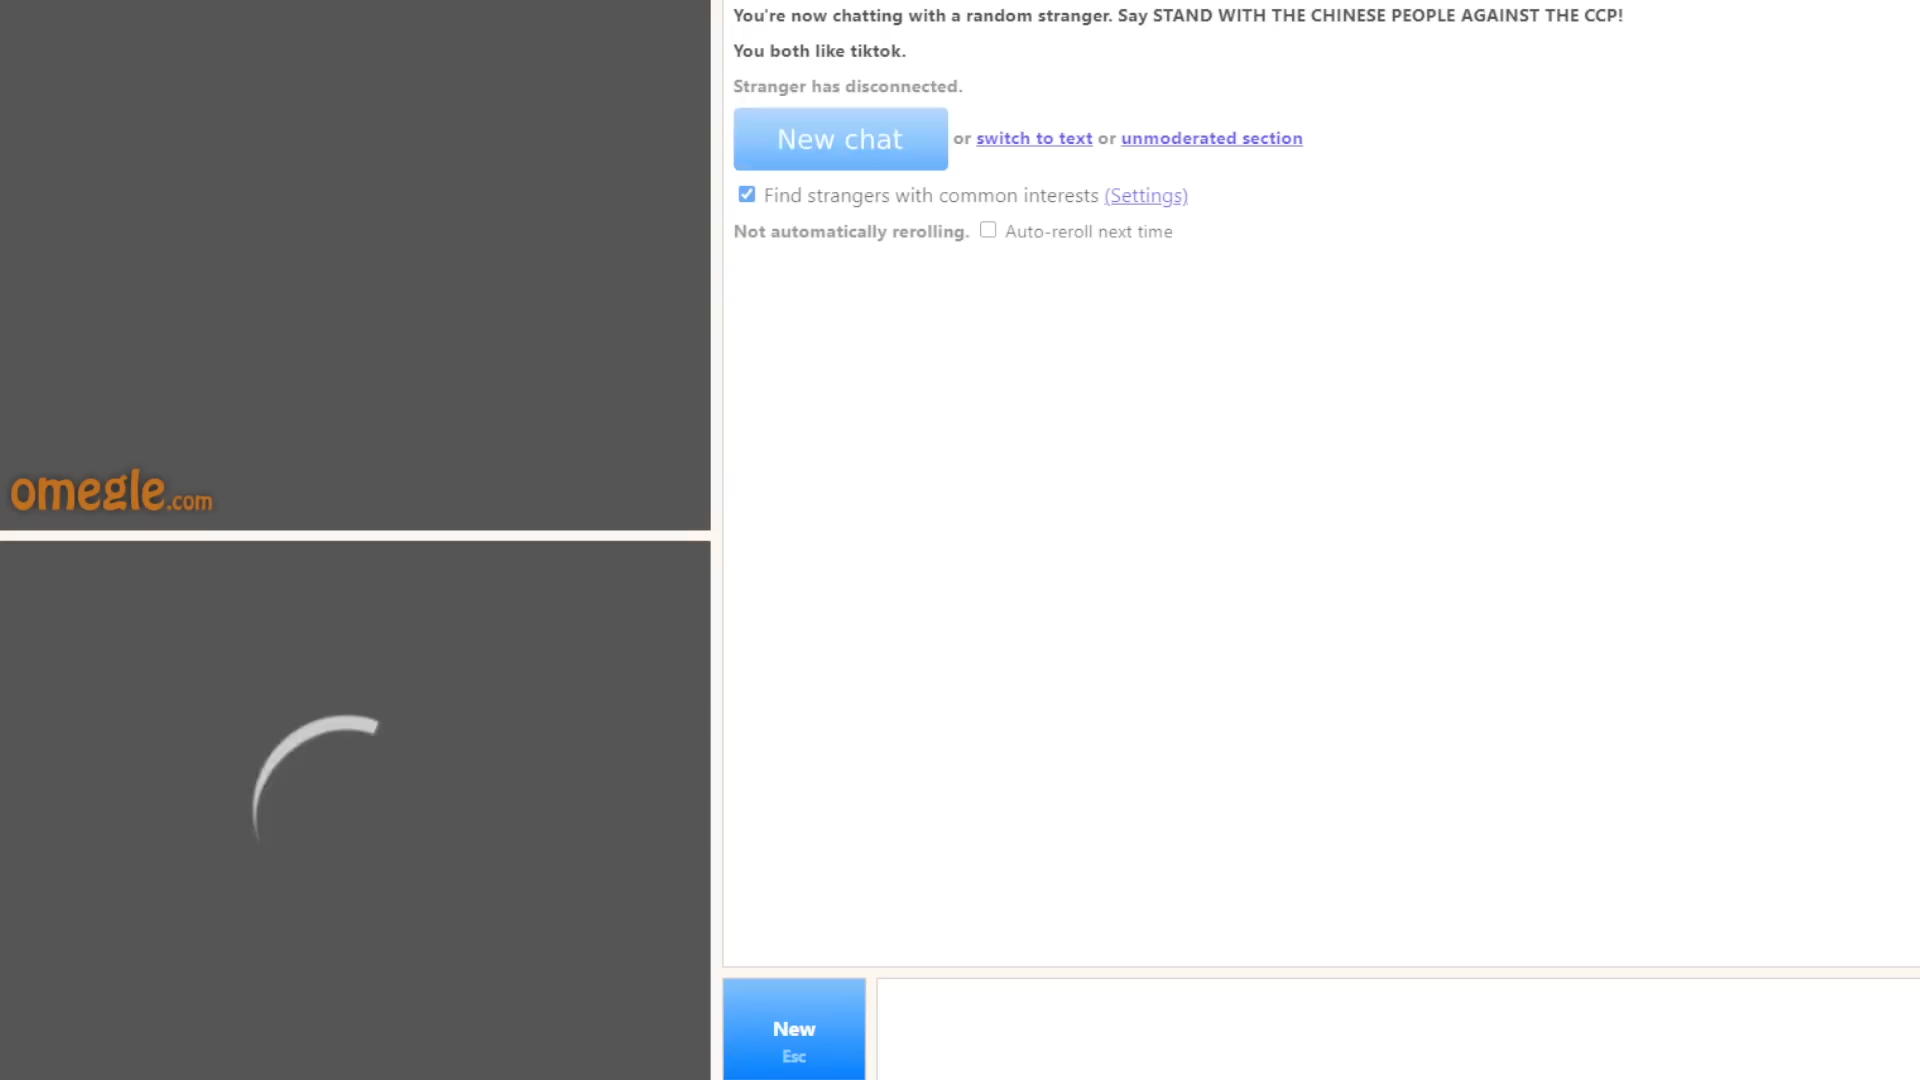 You're now chatting with a random stranger. Say STAND WITH THE CHINESE PEOPLE AGAINST THE CCP!
You both like tiktok.
Stranger has disconnected.
New chat or switch to text or unmoderated section
Find strangers with common interests (Settings)
Not automatically rerolling. Auto-reroll next time
omegle.com
New
Esc